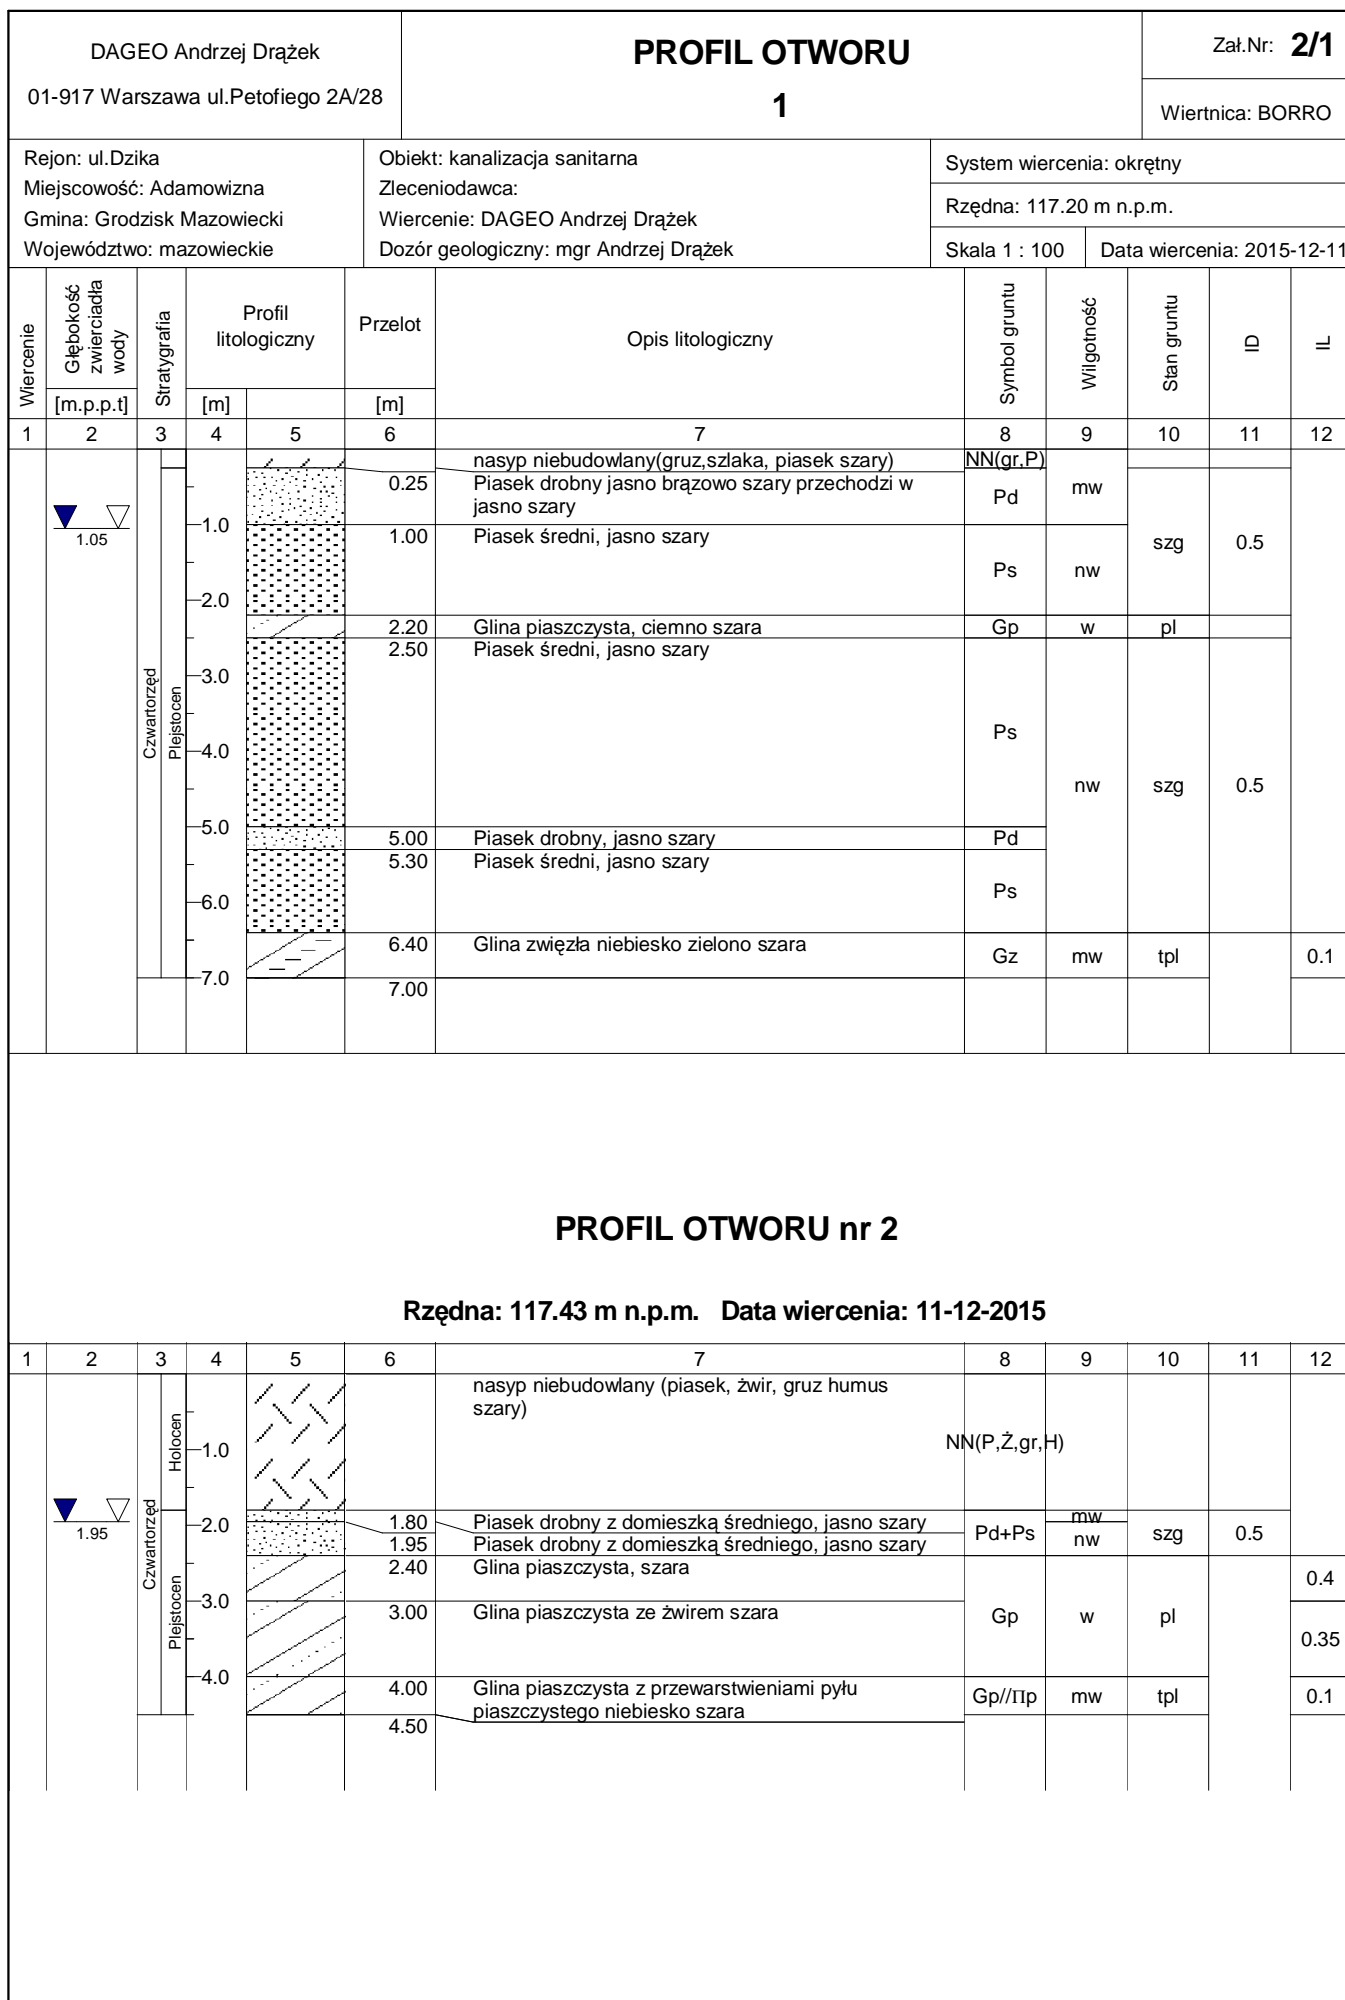 DAGEO Andrzej Drążek
01-917 Warszawa ul.Petofiego 2A/28
PROFIL OTWORU
1
Zał.Nr: 2/1
Wiertnica: BORRO
Rejon: ul.Dzika
Miejscowość: Adamowizna
Gmina: Grodzisk Mazowiecki
Województwo: mazowieckie
Obiekt: kanalizacja sanitarna
Zleceniodawca:
Wiercenie: DAGEO Andrzej Drążek
Dozór geologiczny: mgr Andrzej Drążek
System wiercenia: okrętny
Rzędna: 117.20 m n.p.m.
Skala 1 : 100 Data wiercenia: 2015-12-11
Wiercenie
Głębokość
zwierciadła
wody
[m.p.p.t]
Stratygrafia
Profil
litologiczny
[m]
Przelot
[m]
Opis litologiczny
Symbol gruntu
Wilgotność
Stan gruntu
ID
IL
1 2 3 4 5 6 7 8 9 10 11 12
nasyp niebudowlany(gruz,szlaka, piasek szary) NN(gr,P)
0.25 Piasek drobny jasno brązowo szary przechodzi w
jasno szary
Pd mw
1.05
1.0
1.00 Piasek średni, jasno szary
szg 0.5
Ps nw
2.0
2.20 Glina piaszczysta, ciemno szara Gp w pl
2.50 Piasek średni, jasno szary
3.0
Czwartorzęd
Plejstocen
Ps
4.0
nw szg 0.5
5.0
5.00 Piasek drobny, jasno szary Pd
5.30 Piasek średni, jasno szary
Ps
6.0
6.40 Glina zwięzła niebiesko zielono szara Gz mw tpl 0.1
7.0
7.00
PROFIL OTWORU nr 2
Rzędna: 117.43 m n.p.m. Data wiercenia: 11-12-2015
1 2 3 4 5 6 7 8 9 10 11 12
nasyp niebudowlany (piasek, żwir, gruz humus
szary)
Holocen
1.0
NN(P,Ż,gr,H)
1.95
Czwartorzęd
2.0
1.80 Piasek drobny z domieszką średniego, jasno szary
mw
Pd+Ps szg 0.5
1.95 Piasek drobny z domieszką średniego, jasno szary
nw
2.40 Glina piaszczysta, szara
0.4
Plejstocen
3.0
3.00 Glina piaszczysta ze żwirem szara
Gp w pl
0.35
4.0
4.00 Glina piaszczysta z przewarstwieniami pyłu
piaszczystego niebiesko szara
Gp//Πp mw tpl 0.1
4.50